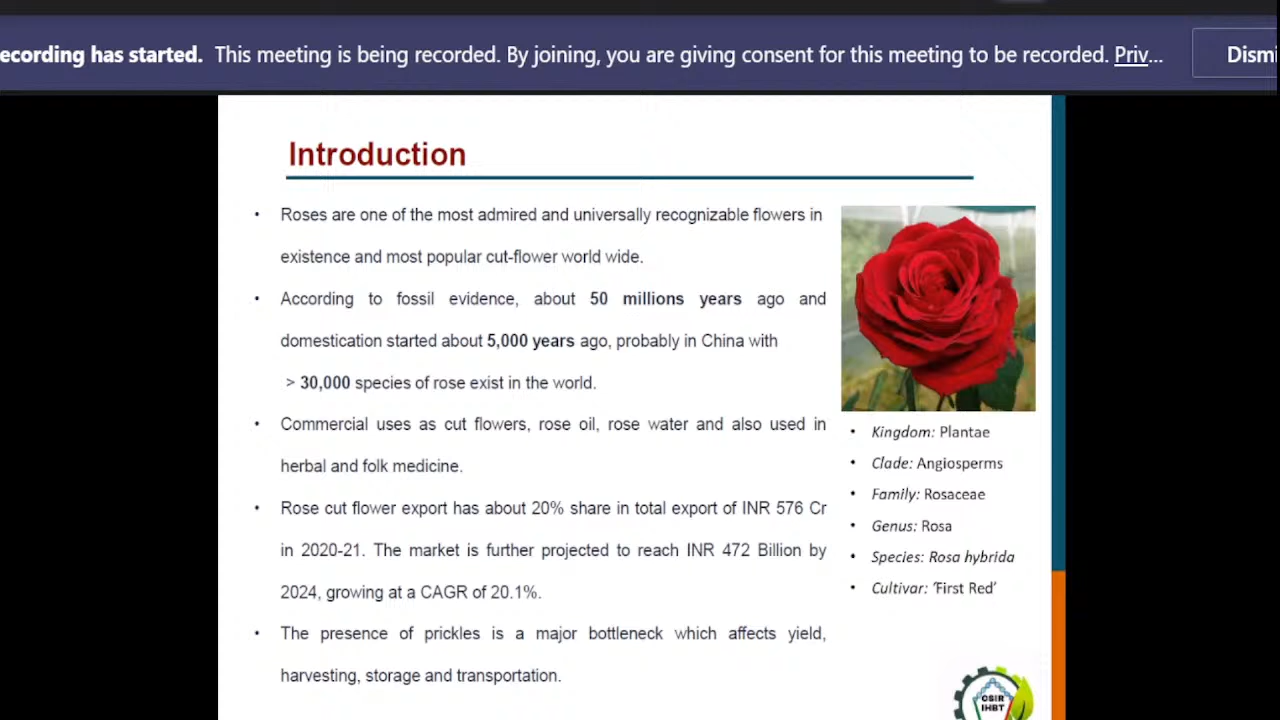 ecording has started. This meeting is being recorded. By joining, you are giving consent for this meeting to be recorded. Priv...
Dismi
Introduction
• Roses are one of the most admired and universally recognizable flowers in
existence and most popular cut-flower world wide.
• According to fossil evidence, about 50 millions years ago and
domestication started about 5,000 years ago, probably in China with
> 30,000 species of rose exist in the world.
• Commercial uses as cut flowers, rose oil, rose water and also used in
herbal and folk medicine.
• Rose cut flower export has about 20% share in total export of INR 576 Cr
in 2020-21. The market is further projected to reach INR 472 Billion by
2024, growing at a CAGR of 20.1%.
• The presence of prickles is a major bottleneck which affects yield,
harvesting, storage and transportation.
• Kingdom: Plantae
• Clade: Angiosperms
• Family: Rosaceae
• Genus: Rosa
• Species: Rosa hybrida
• Cultivar: 'First Red'
CSIR
IHBT